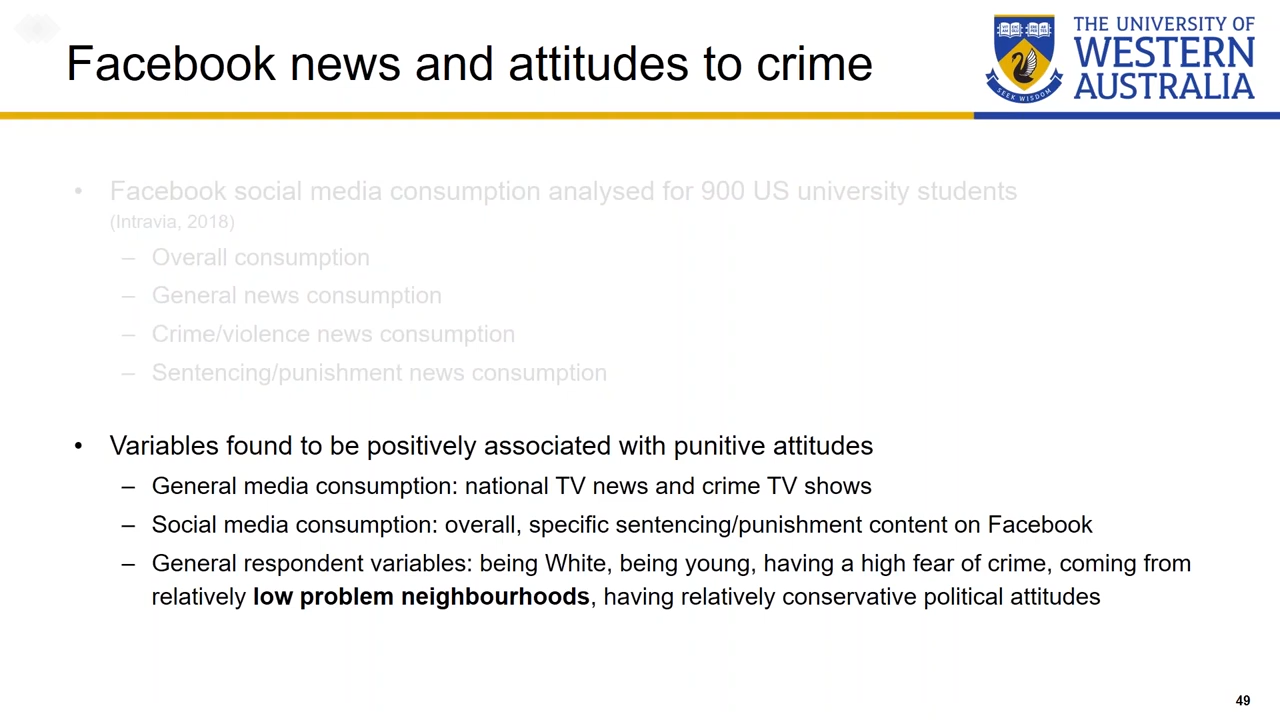 Facebook news and attitudes to crime
THE UNIVERSITY OF
WESTERN
AUSTRALIA
SEEK WISDOM
• Facebook social media consumption analysed for 900 US university students
(Intravia, 2018)
– Overall consumption
– General news consumption
– Crime/violence news consumption
– Sentencing/punishment news consumption
• Variables found to be positively associated with punitive attitudes
– General media consumption: national TV news and crime TV shows
– Social media consumption: overall, specific sentencing/punishment content on Facebook
– General respondent variables: being White, being young, having a high fear of crime, coming from
relatively low problem neighbourhoods, having relatively conservative political attitudes
49